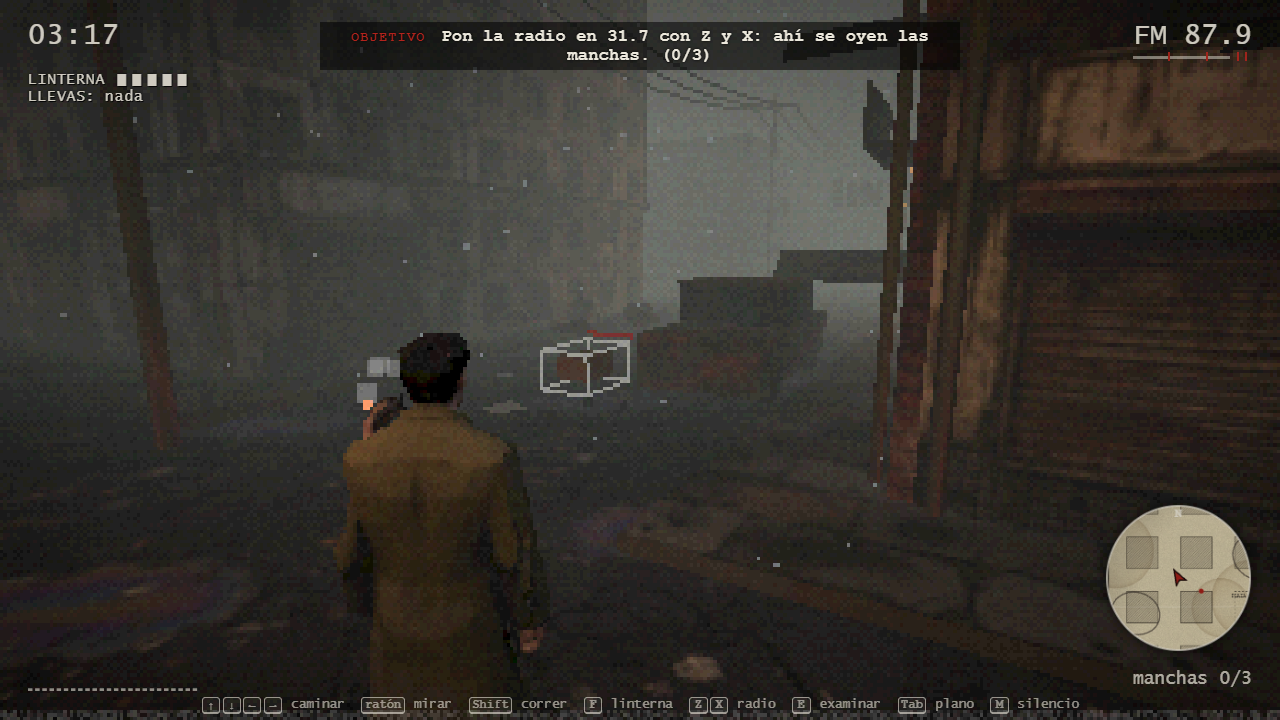 03:17
OBJETIVO Pon la radio en 31.7 con Z y X: ahí se oyen las
manchas. (0/3)
FM 87.9
LINTERNA
LLEVAS: nada
N
manchas 0/3
↑ ↓ ← → caminar ratón mirar Shift correr F linterna Z X radio E examinar Tab plano M silencio